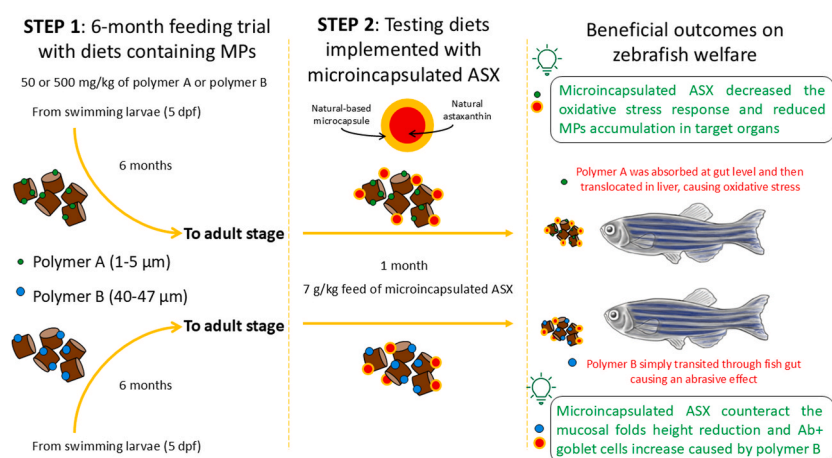 STEP 1: 6-month feeding trial
with diets containing MPs
50 or 500 mg/kg of polymer A or polymer B
From swimming larvae (5 dpf)
6 months
To adult stage
Polymer A (1-5 μm)
Polymer B (40-47 μm)
To adult stage
6 months
From swimming larvae (5 dpf)
STEP 2: Testing diets
implemented with
microincapsulated ASX
Natural-based
microcapsule
Natural
astaxanthin
1 month
7 g/kg feed of microincapsulated ASX
Beneficial outcomes on
zebrafish welfare
Microincapsulated ASX decreased the
oxidative stress response and reduced
MPs accumulation in target organs
Polymer A was absorbed at gut level and then
translocated in liver, causing oxidative stress
Polymer B simply transited through fish gut
causing an abrasive effect
Microincapsulated ASX counteract the
mucosal folds height reduction and Ab+
goblet cells increase caused by polymer B